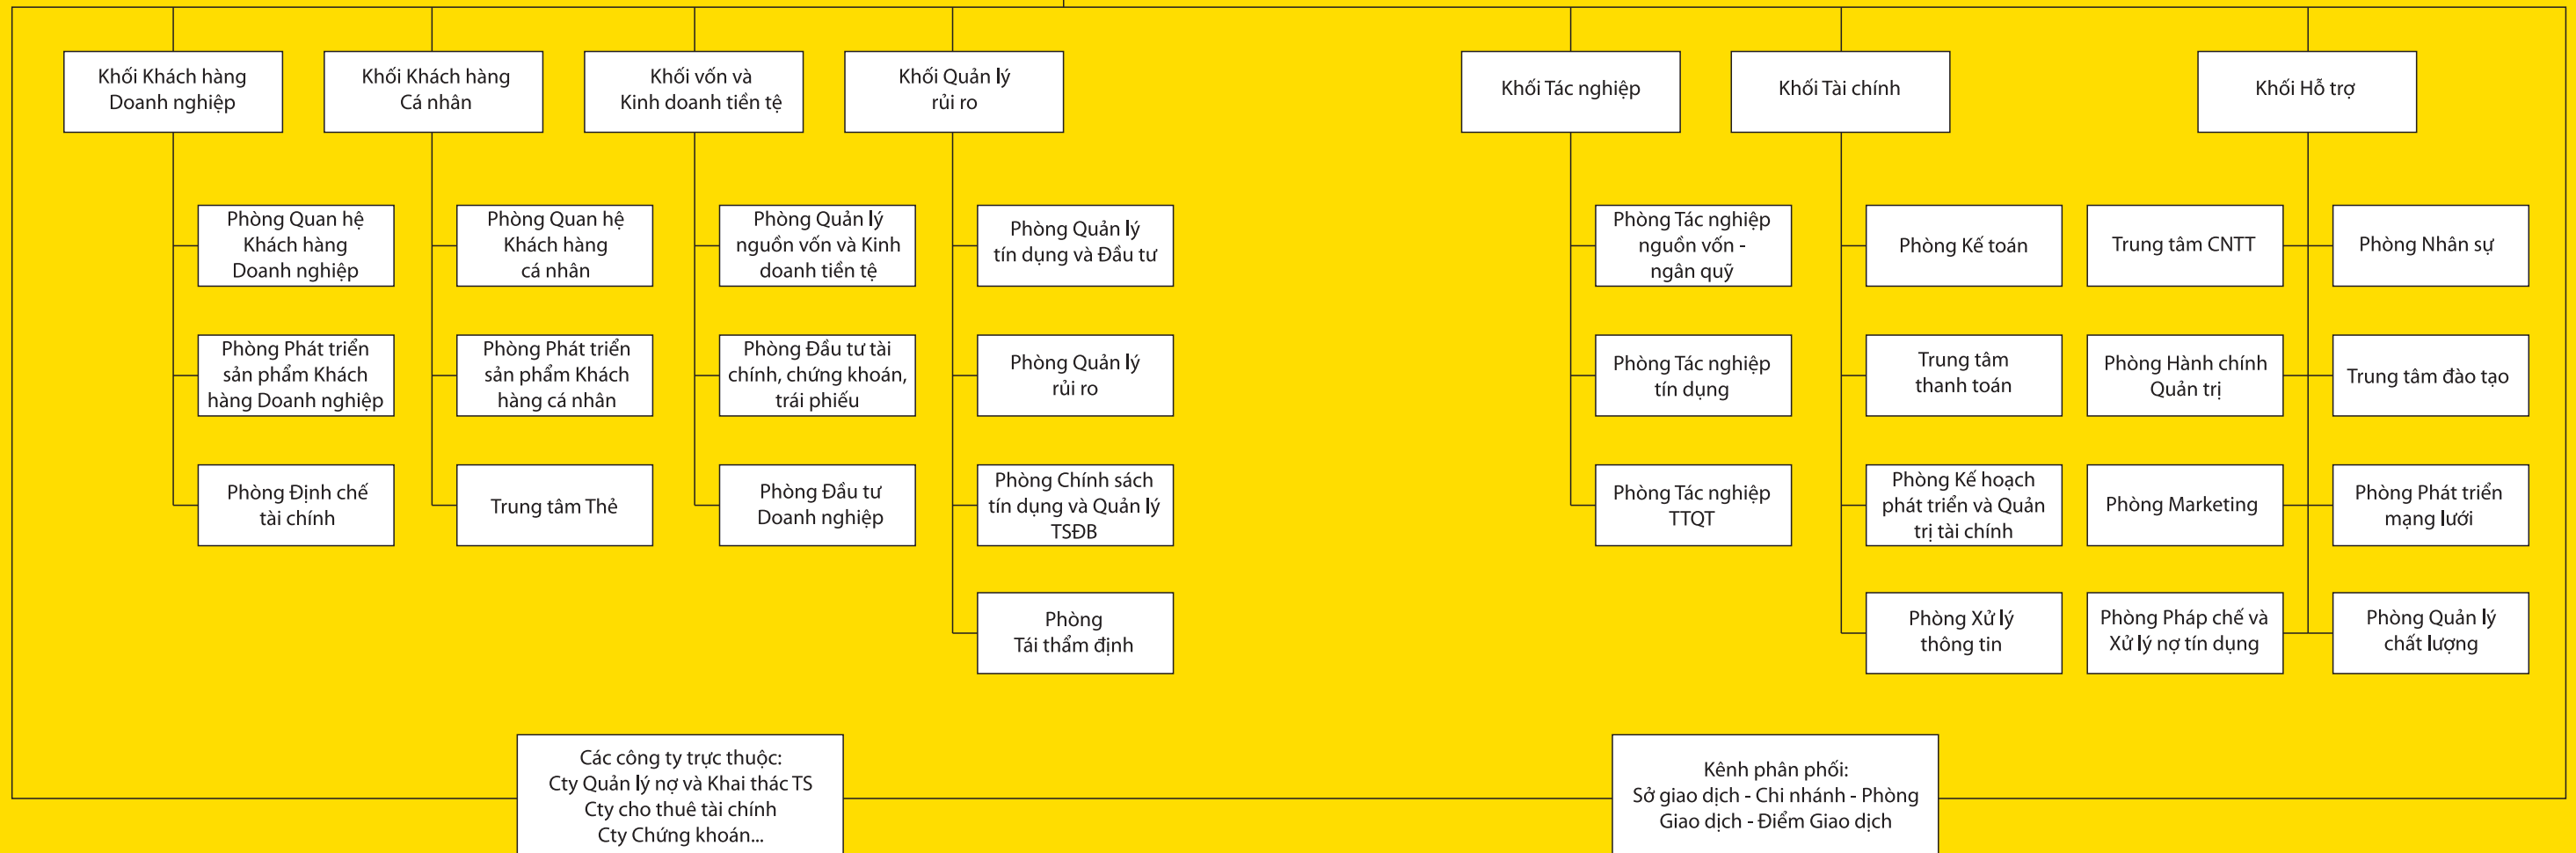 Khối Khách hàng
Doanh nghiệp
Khối Khách hàng
Cá nhân
Khối vốn và
Kinh doanh tiền tệ
Khối Quản lý
rủi ro
Khối Tác nghiệp
Khối Tài chính
Khối Hỗ trợ
Phòng Quan hệ
Khách hàng
Doanh nghiệp
Phòng Quan hệ
Khách hàng
cá nhân
Phòng Quản lý
nguồn vốn và Kinh
doanh tiền tệ
Phòng Quản lý
tín dụng và Đầu tư
Phòng Tác nghiệp
nguồn vốn -
ngân quỹ
Phòng Kế toán
Trung tâm CNTT
Phòng Nhân sự
Phòng Phát triển
sản phẩm Khách
hàng Doanh nghiệp
Phòng Phát triển
sản phẩm Khách
hàng cá nhân
Phòng Đầu tư tài
chính, chứng khoán,
trái phiếu
Phòng Quản lý
rủi ro
Phòng Tác nghiệp
tín dụng
Trung tâm
thanh toán
Phòng Hành chính
Quản trị
Trung tâm đào tạo
Phòng Định chế
tài chính
Trung tâm Thẻ
Phòng Đầu tư
Doanh nghiệp
Phòng Chính sách
tín dụng và Quản lý
TSĐB
Phòng Tác nghiệp
TTQT
Phòng Kế hoạch
phát triển và Quản
trị tài chính
Phòng Marketing
Phòng Phát triển
mạng lưới
Phòng
Tái thẩm định
Phòng Xử lý
thông tin
Phòng Pháp chế và
Xử lý nợ tín dụng
Phòng Quản lý
chất lượng
Các công ty trực thuộc:
Cty Quản lý nợ và Khai thác TS
Cty cho thuê tài chính
Cty Chứng khoán...
Kênh phân phối:
Sở giao dịch - Chi nhánh - Phòng
Giao dịch - Điểm Giao dịch